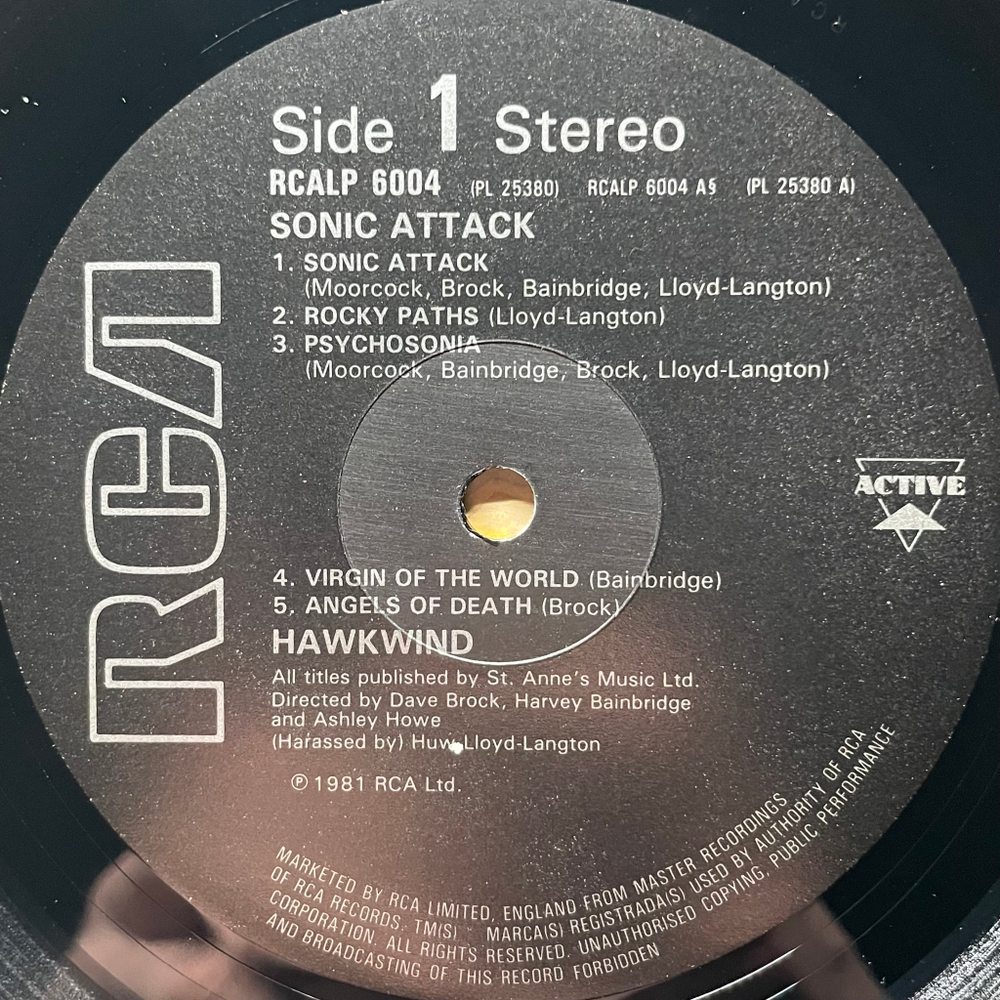 Side 1 Stereo
RCALP 6004 (PL 25380) RCALP 6004 A§ (PL 25380 A)
SONIC ATTACK
1. SONIC ATTACK
(Moorcock, Brock, Bainbridge, Lloyd-Langton)
2. ROCKY PATHS (Lloyd-Langton)
3. PSYCHOSONIA
(Moorcock, Bainbridge, Brock, Lloyd-Langton)
RCA
ACTIVE
4. VIRGIN OF THE WORLD (Bainbridge)
5. ANGELS OF DEATH (Brock)
HAWKWIND
All titles published by St. Anne's Music Ltd.
Directed by Dave Brock, Harvey Bainbridge
and Ashley Howe
(Harassed by) Huw Lloyd-Langton
℗ 1981 RCA Ltd.
MARKETED BY RCA LIMITED, ENGLAND FROM MASTER RECORDINGS
OF RCA RECORDS. TM(S) MARCA(S) REGISTRADA(S) USED BY AUTHORITY OF RCA
CORPORATION. ALL RIGHTS RESERVED. UNAUTHORISED COPYING, PUBLIC PERFORMANCE
AND BROADCASTING OF THIS RECORD FORBIDDEN